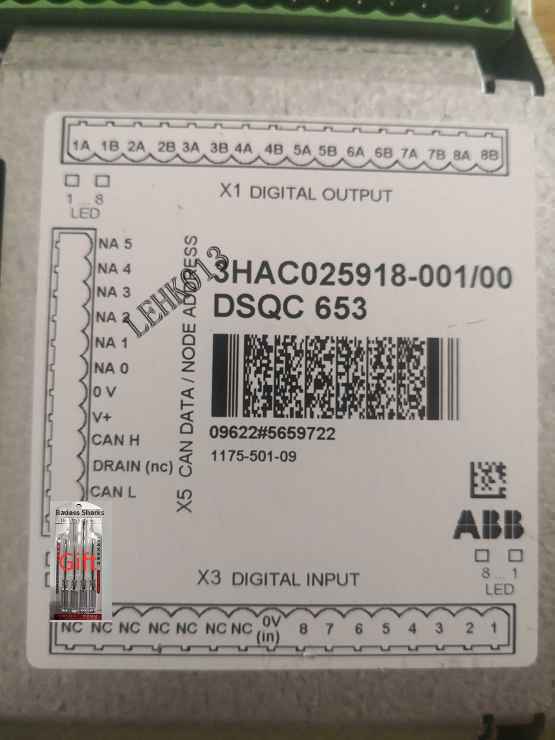 1A 1B 2A 2B 3A 3B 4A 4B 5A 5B 6A 6B 7A 7B 8A 8B
1 ... 8
LED
X1 DIGITAL OUTPUT
NA 5
NA 4
NA 3
NA 2
NA 1
NA 0
0 V
V+
CAN H
DRAIN (nc)
CAN L
X5 CAN DATA / NODE ADDRESS
LEHK613
3HAC025918-001/00
DSQC 653
09622#5659722
1175-501-09
ABB
8 ... 1
LED
Badass Sharks
Gift
X3 DIGITAL INPUT
NC NC NC NC NC NC NC 0V (in) 8 7 6 5 4 3 2 1